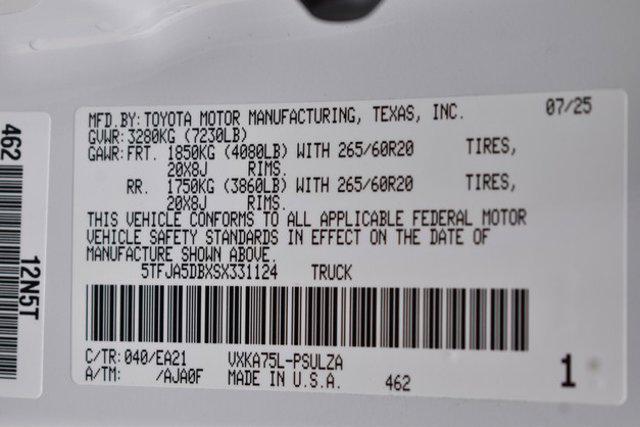 MFD.BY:TOYOTA MOTOR MANUFACTURING, TEXAS, INC. 07/25
GVWR:3280KG (7230LB)
GAWR:FRT. 1850KG (4080LB) WITH 265/60R20 TIRES,
20X8J RIMS.
RR. 1750KG (3860LB) WITH 265/60R20 TIRES,
20X8J RIMS.
THIS VEHICLE CONFORMS TO ALL APPLICABLE FEDERAL MOTOR
VEHICLE SAFETY STANDARDS IN EFFECT ON THE DATE OF
MANUFACTURE SHOWN ABOVE.
5TFJA5DBXSX331124 TRUCK
C/TR:040/EA21 VXKA75L-PSULZA
A/TM: /AJA0F MADE IN U.S.A. 462 1
462
12N5T